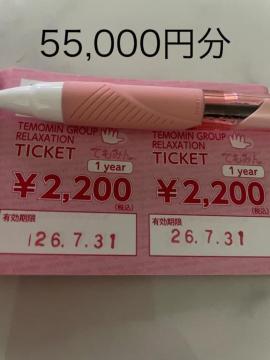 55,000円分
TEMOMIN GROUP
RELAXATION
TICKET てもみん
1 year
¥2,200
(税込)
有効期限
26.7.31
TEMOMIN GROUP
RELAXATION
TICKET てもみん
1 year
¥2,200
(税込)
有効期限
26.7.31